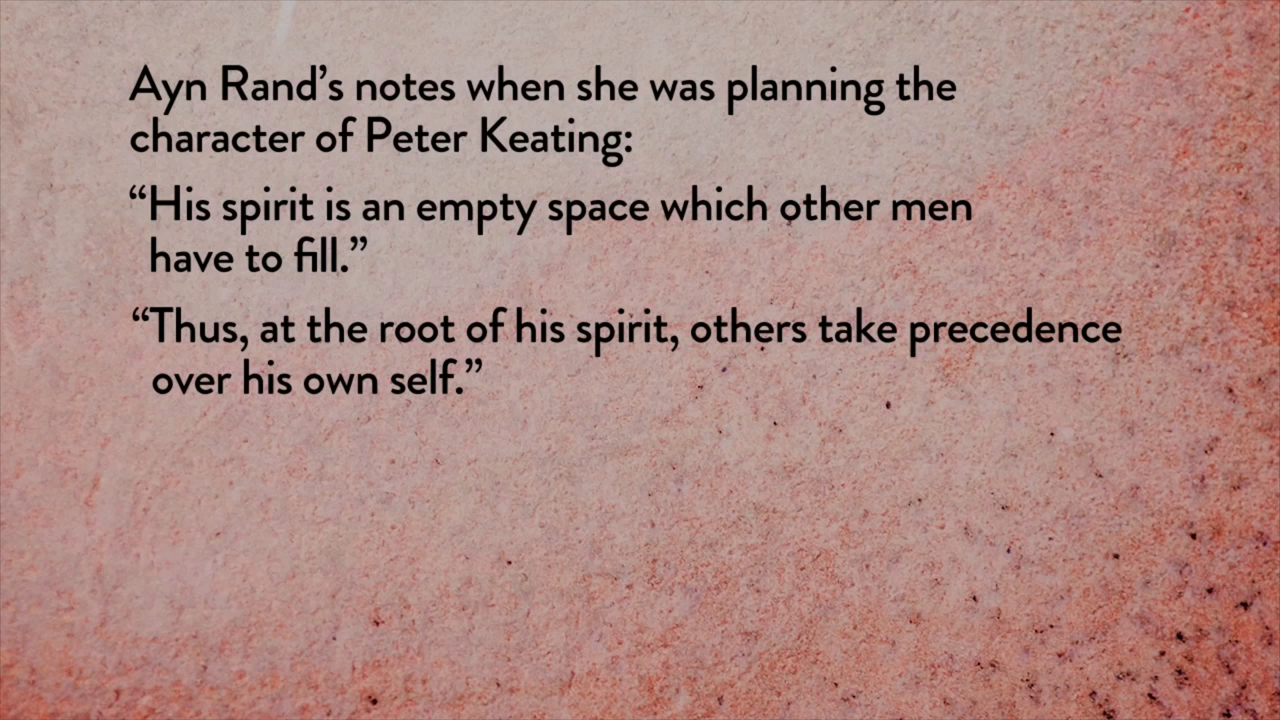 Ayn Rand’s notes when she was planning the
character of Peter Keating:
“His spirit is an empty space which other men
have to fill.”
“Thus, at the root of his spirit, others take precedence
over his own self.”